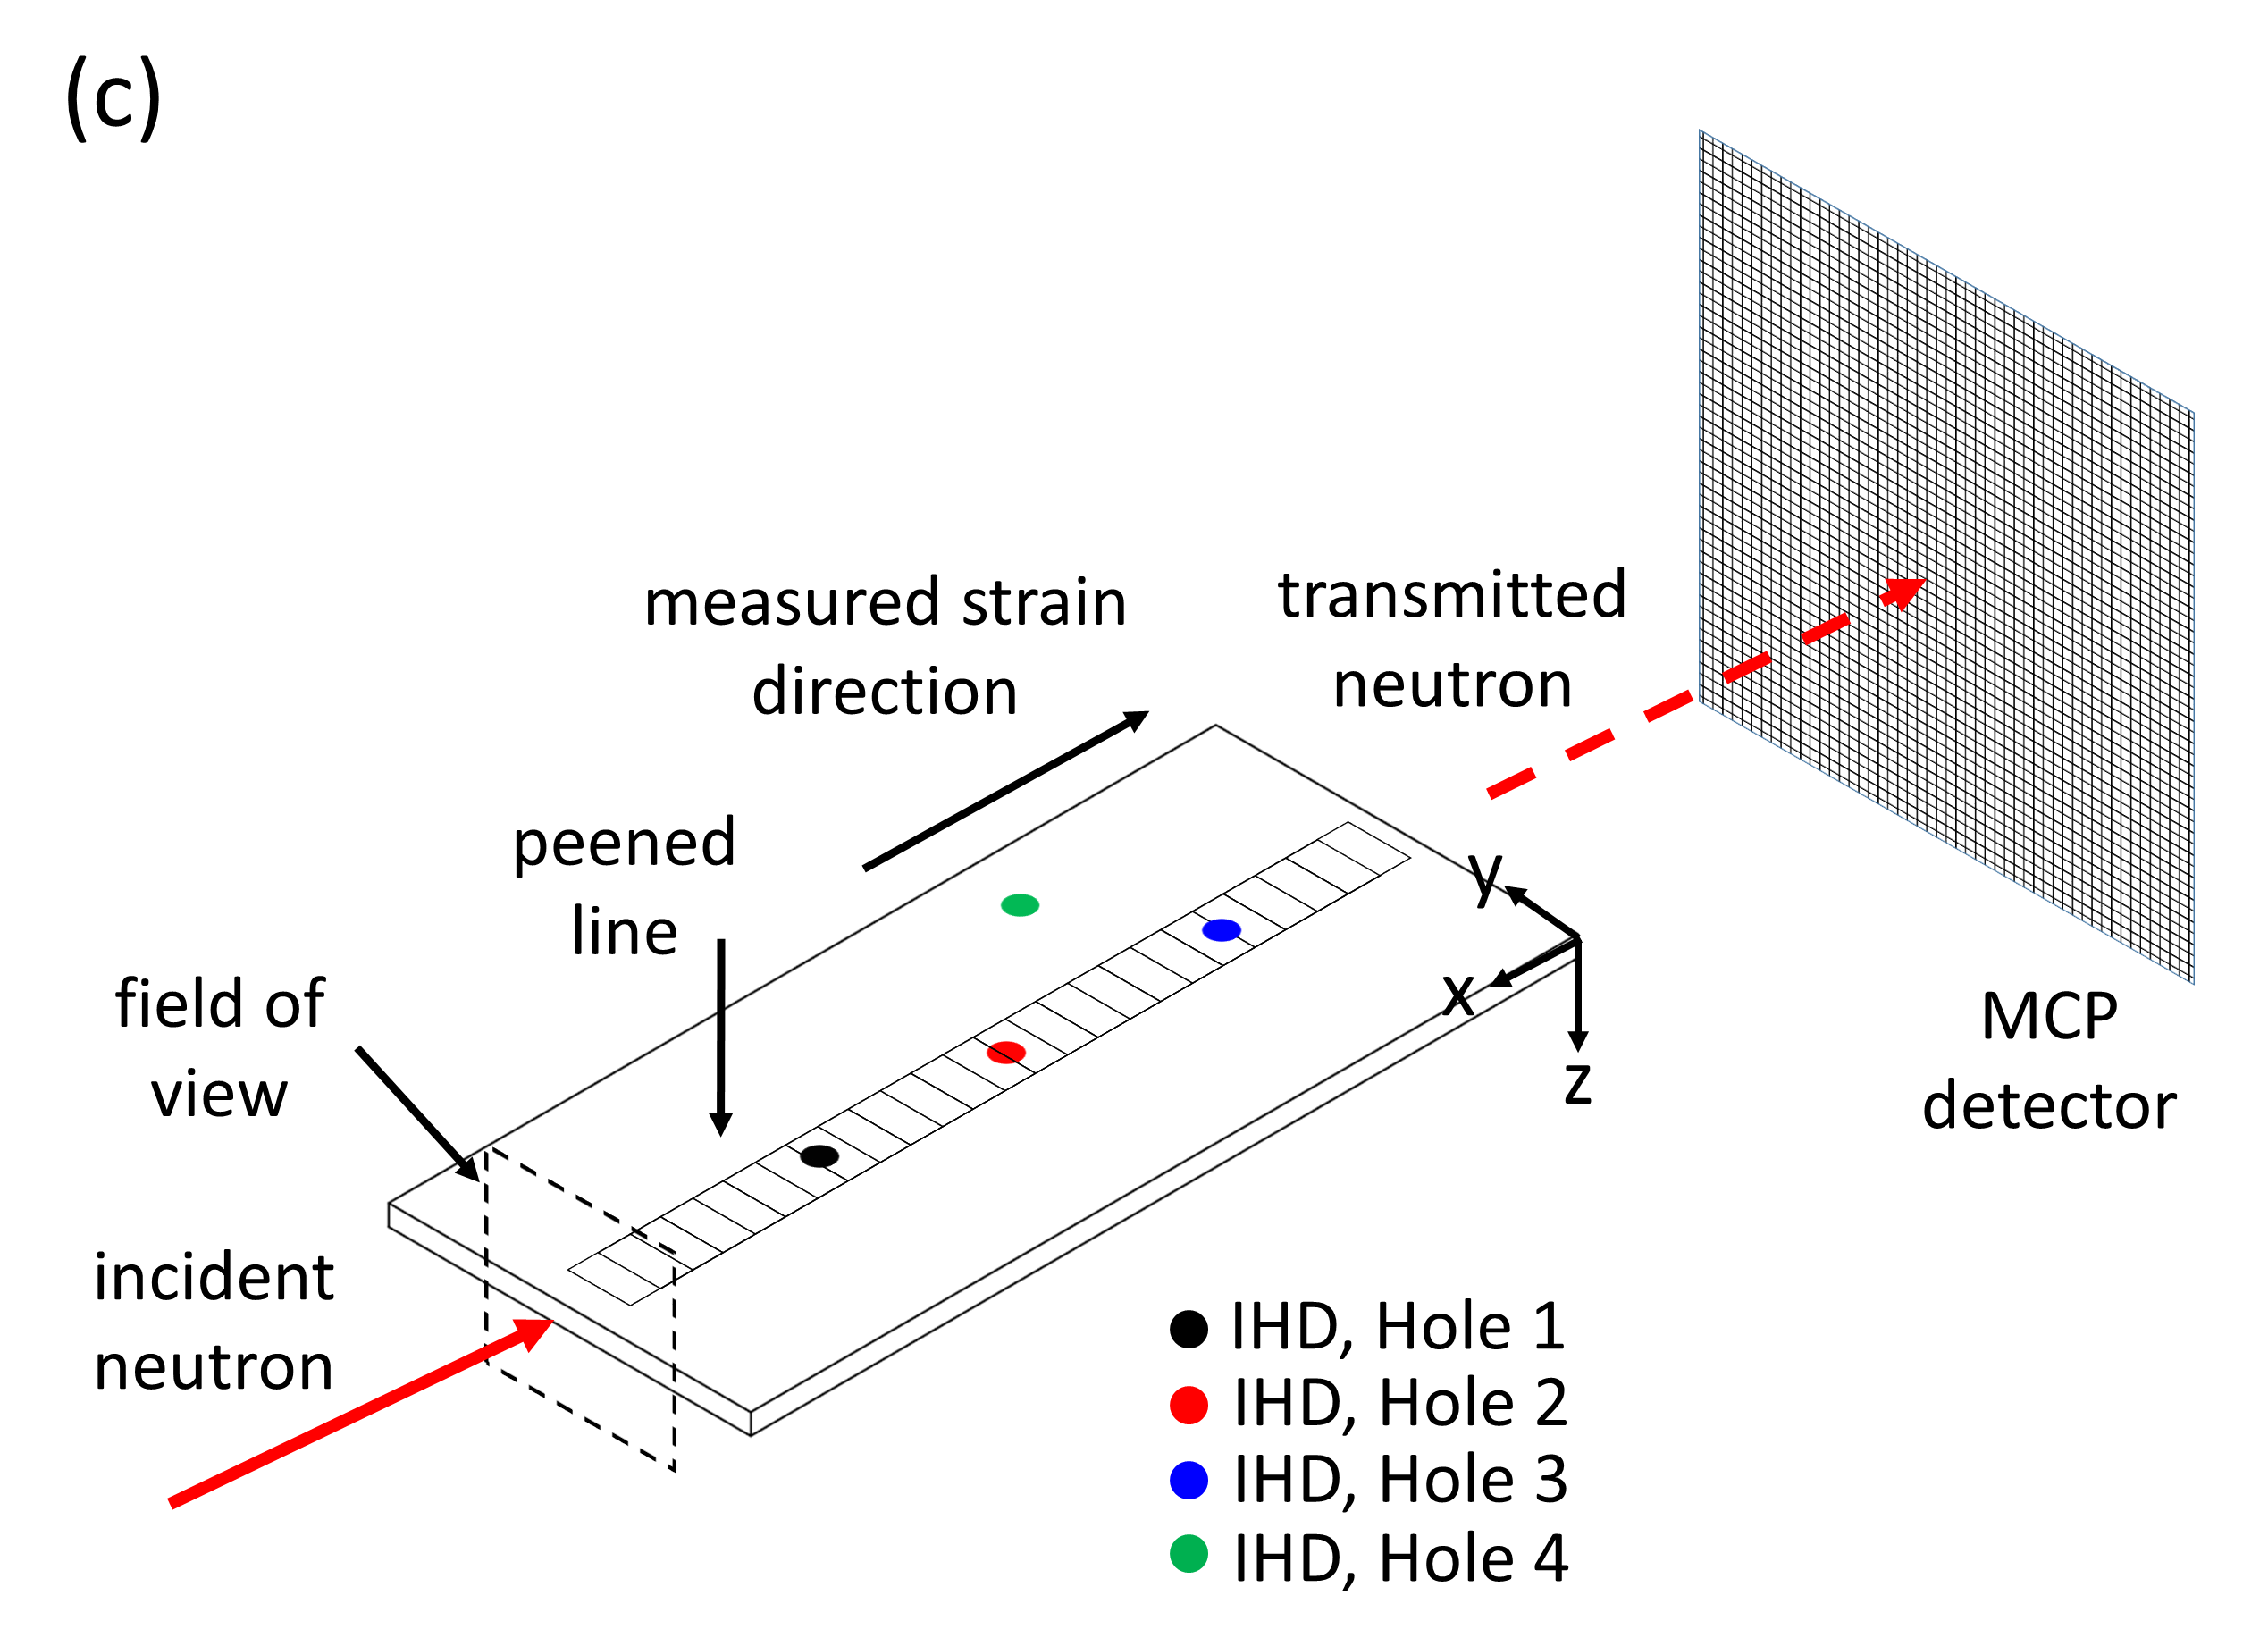 (c)
measured strain
direction
transmitted
neutron
peened
line
field of
view
incident
neutron
y
x
z
MCP
detector
IHD, Hole 1
IHD, Hole 2
IHD, Hole 3
IHD, Hole 4